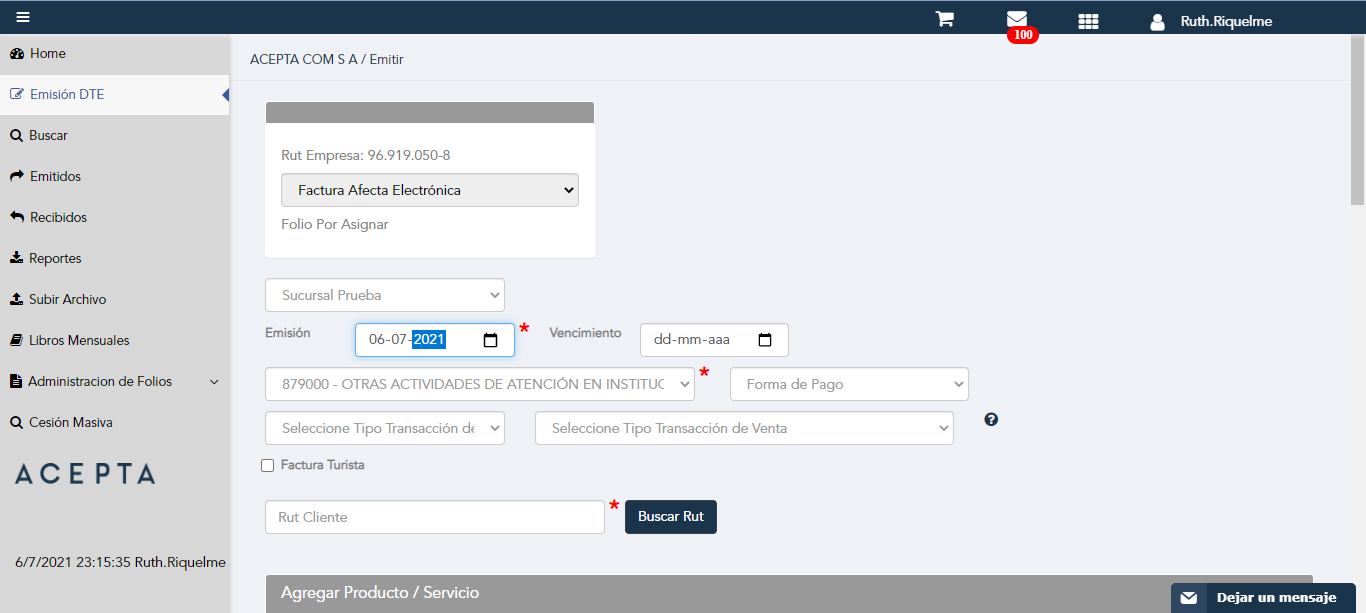 Ruth.Riquelme
100
Home
Emisión DTE
Buscar
Emitidos
Recibidos
Reportes
Subir Archivo
Libros Mensuales
Administracion de Folios
Cesión Masiva
ACEPTA
6/7/2021 23:15:35 Ruth.Riquelme
ACEPTA COM S A / Emitir
Rut Empresa: 96.919.050-8
Factura Afecta Electrónica
Folio Por Asignar
Sucursal Prueba
Emisión 06-07-2021 * Vencimiento dd-mm-aaa
879000 - OTRAS ACTIVIDADES DE ATENCIÓN EN INSTITUC * Forma de Pago
Seleccione Tipo Transacción de Seleccione Tipo Transacción de Venta ?
Factura Turista
Rut Cliente * Buscar Rut
Agregar Producto / Servicio
Dejar un mensaje